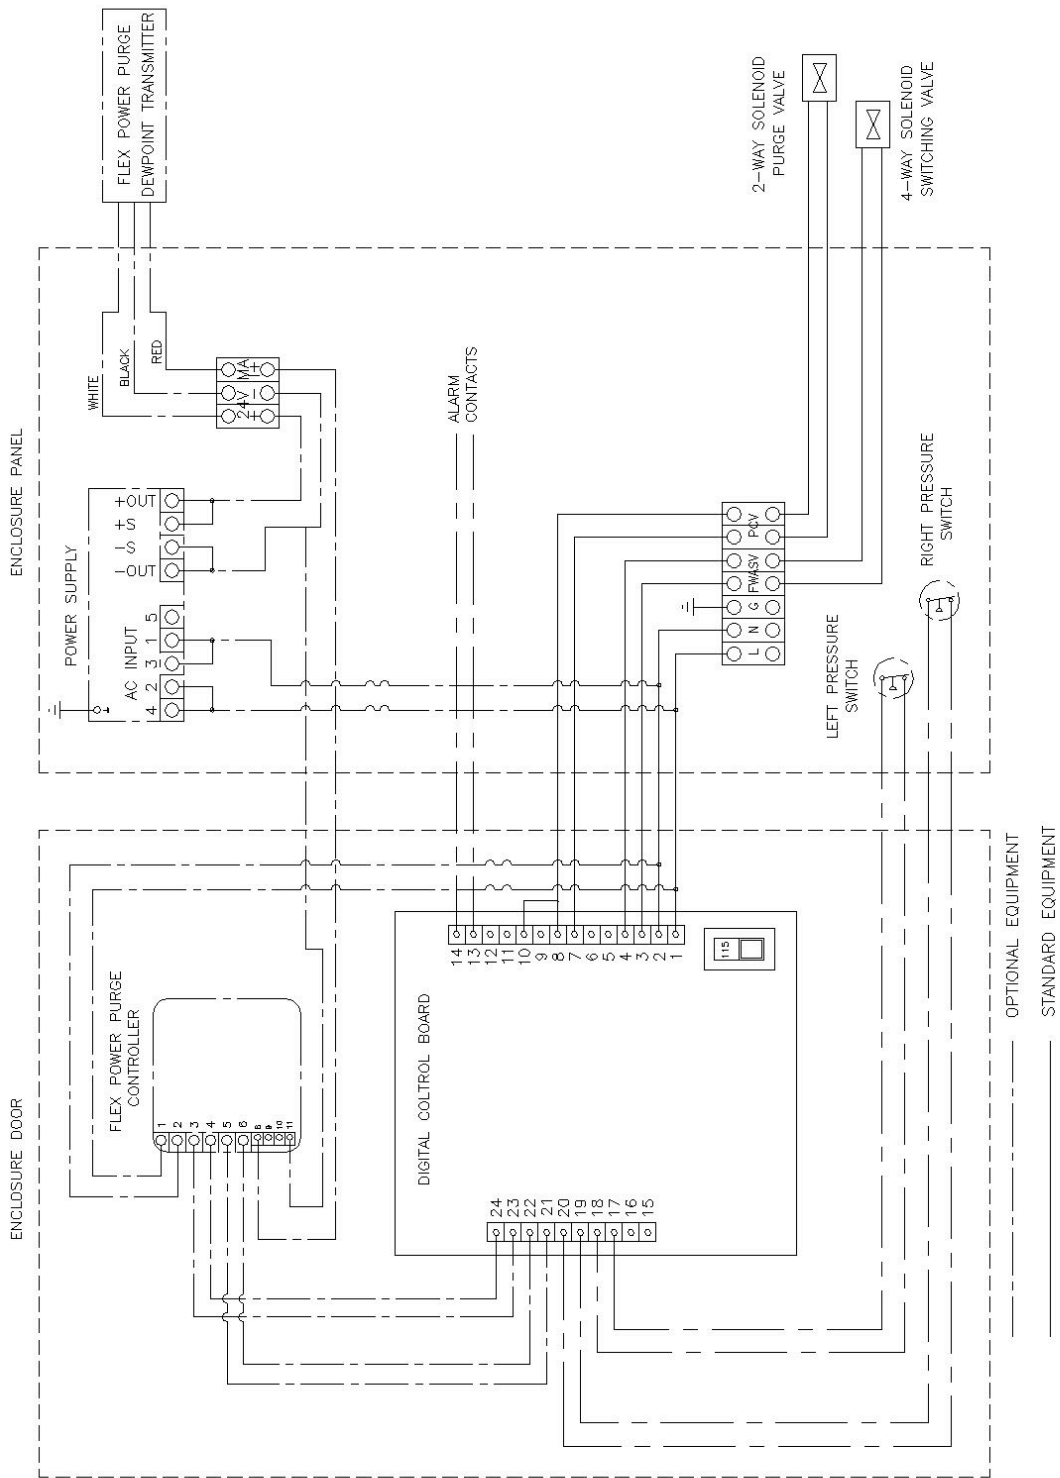 FLEX POWER PURGE
DEWPOINT TRANSMITTER
2-WAY SOLENOID
PURGE VALVE
4-WAY SOLENOID
SWITCHING VALVE
ENCLOSURE PANEL
WHITE
BLACK
RED
24V
+
-
MA
+
POWER SUPPLY
AC INPUT
4
2
3
1
5
-OUT
-S
+S
+OUT
ALARM
CONTACTS
L
N
G
FWASV
PCV
LEFT PRESSURE
SWITCH
RIGHT PRESSURE
SWITCH
ENCLOSURE DOOR
FLEX POWER PURGE
CONTROLLER
1
2
3
4
5
6
8
9
10
11
DIGITAL COLTROL BOARD
14
13
12
11
10
9
8
7
6
5
4
3
2
1
115
24
23
22
21
20
19
18
17
16
15
OPTIONAL EQUIPMENT
STANDARD EQUIPMENT